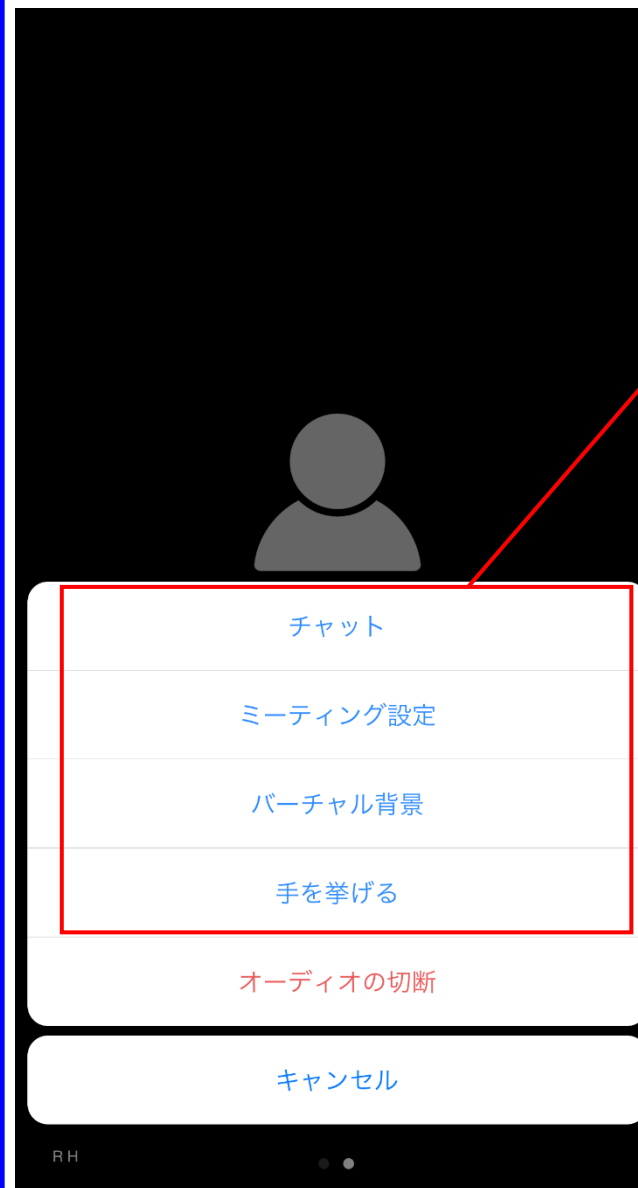 チャット
ミーティング設定
バーチャル背景
手を挙げる
オーディオの切断
キャンセル
RH